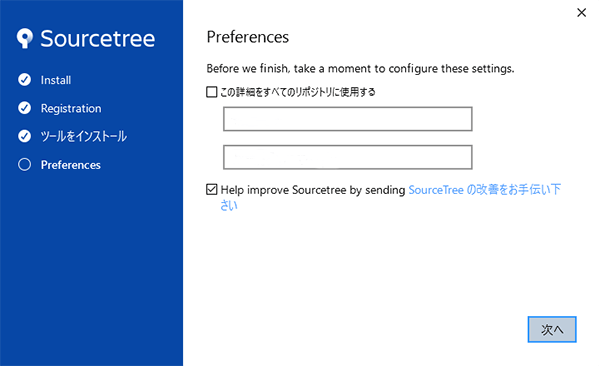 Sourcetree
Install
Registration
ツールをインストール
Preferences
Preferences
Before we finish, take a moment to configure these settings.
この詳細をすべてのリポジトリに使用する
Help improve Sourcetree by sending SourceTree の改善をお手伝い下
さい
次へ